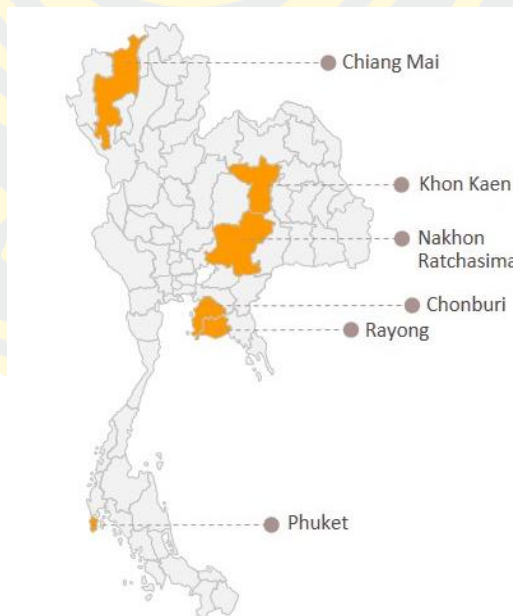 Chiang Mai
Khon Kaen
Nakhon
Ratchasima
Chonburi
Rayong
Phuket